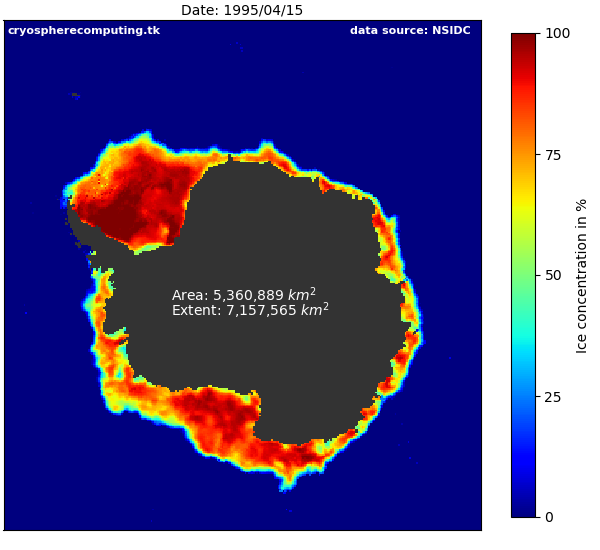 Date: 1995/04/15
cryospherecomputing.tk data source: NSIDC
100
75
50
25
0
Ice concentration in %
Area: 5,360,889 km²
Extent: 7,157,565 km²